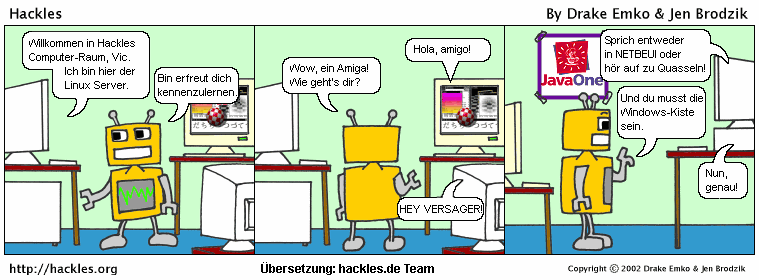 Hackles
By Drake Emko & Jen Brodzik
Willkommen in Hackles
Computer-Raum, Vic.
Ich bin hier der
Linux Server.
Bin erfreut dich
kennenzulernen.
Wow, ein Amiga!
Wie geht's dir?
Hola, amigo!
HEY VERSAGER!
JavaOne
Sprich entweder
in NETBEUI oder
hör auf zu Quasseln!
Und du musst die
Windows-Kiste
sein.
Nun,
genau!
http://hackles.org
Übersetzung: hackles.de Team
Copyright © 2002 Drake Emko & Jen Brodzik